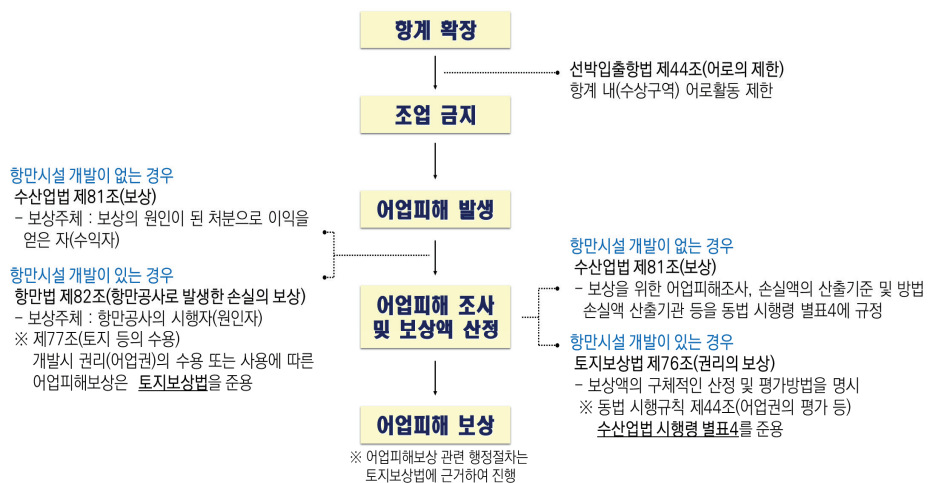 항계 확장
선박입출항법 제44조(어로의 제한)
항계 내(수상구역) 어로활동 제한
조업 금지
항만시설 개발이 없는 경우
수산업법 제81조(보상)
- 보상주체 : 보상의 원인이 된 처분으로 이익을
얻은 자(수익자)
어업피해 발생
항만시설 개발이 있는 경우
항만법 제82조(항만공사로 발생한 손실의 보상)
- 보상주체 : 항만공사의 시행자(원인자)
※ 제77조(토지 등의 수용)
개발시 권리(어업권)의 수용 또는 사용에 따른
어업피해보상은 토지보상법을 준용
어업피해 조사
및 보상액 산정
항만시설 개발이 없는 경우
수산업법 제81조(보상)
- 보상을 위한 어업피해조사, 손실액의 산출기준 및 방법
손실액 산출기관 등을 동법 시행령 별표4에 규정
항만시설 개발이 있는 경우
토지보상법 제76조(권리의 보상)
- 보상액의 구체적인 산정 및 평가방법을 명시
※ 동법 시행규칙 제44조(어업권의 평가 등)
수산업법 시행령 별표4를 준용
어업피해 보상
※ 어업피해보상 관련 행정절차는
토지보상법에 근거하여 진행